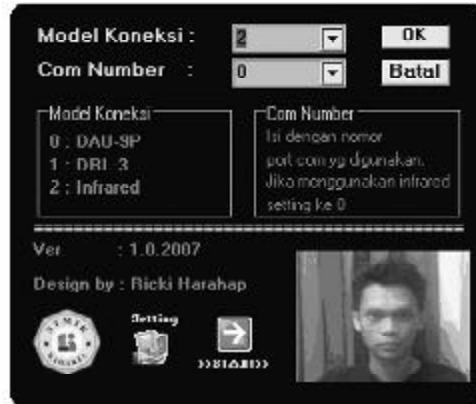 Model Koneksi : 2 OK
Com Number : 0 Batal
Model Koneksi
0 : DAU-9P
1 : DRL-3
2 : Infrared
Com Number
Isi dengan nomor
port com yg digunakan.
Jika menggunakan infrared
setting ke 0
Ver : 1.0.2007
Design by : Ricki Harahap
Setting